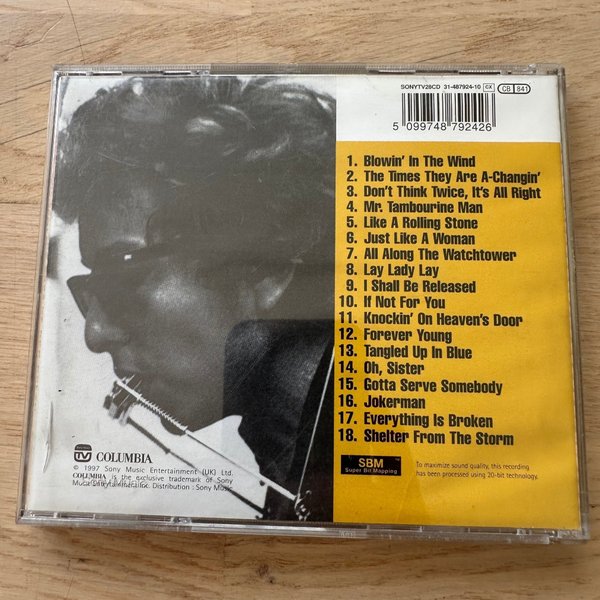 SONYTV28CD 31-487924-10 GX CB 841
5 099748 792426
1. Blowin' In The Wind
2. The Times They Are A-Changin'
3. Don't Think Twice, It's All Right
4. Mr. Tambourine Man
5. Like A Rolling Stone
6. Just Like A Woman
7. All Along The Watchtower
8. Lay Lady Lay
9. I Shall Be Released
10. If Not For You
11. Knockin' On Heaven's Door
12. Forever Young
13. Tangled Up In Blue
14. Oh, Sister
15. Gotta Serve Somebody
16. Jokerman
17. Everything Is Broken
18. Shelter From The Storm
TV COLUMBIA
© 1997 Sony Music Entertainment (UK) Ltd.
COLUMBIA is the exclusive trademark of Sony
Music Entertainment Inc. Distribution : Sony Music
SBM
Super Bit Mapping
To maximize sound quality, this recording
has been processed using 20-bit technology.